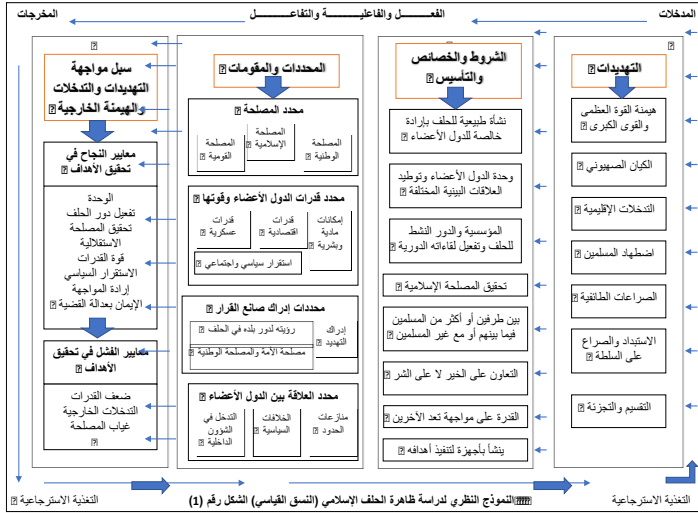 المدخلات
الفعـــــل والفاعليـــــة والتفاعـــــل
المخرجات
التهديدات
هيمنة القوة العظمى
والقوى الكبرى
الكيان الصهيوني
التدخلات الإقليمية
اضطهاد المسلمين
الصراعات الطائفية
الاستبداد والصراع
على السلطة
التقسيم والتجزئة
الشروط والخصائص
والتأسيس
نشأة طبيعية للحلف بإرادة
خالصة للدول الأعضاء
وحدة الدول الأعضاء وتوطيد
العلاقات البينية المختلفة
المؤسسية والدور النشط
للحلف وتفعيل لقاءاته الدورية
تحقيق المصلحة الإسلامية
بين طرفين أو أكثر من المسلمين
فيما بينهم أو مع غير المسلمين
التعاون على الخير لا على الشر
القدرة على مواجهة تعد الأخرين
ينشأ بأجهزة لتنفيذ أهدافه
المحددات والمقومات
محدد المصلحة
المصلحة
الوطنية
المصلحة
الإسلامية
المصلحة
القومية
محدد قدرات الدول الأعضاء وقوتها
إمكانات
مادية
وبشرية
قدرات
اقتصادية
قدرات
عسكرية
استقرار سياسي واجتماعي
محددات إدراك صانع القرار
إدراك
التهديد
رؤيته لدور بلده في الحلف
مصلحة الأمة والمصلحة الوطنية
محدد العلاقة بين الدول الأعضاء
منازعات
الحدود
الخلافات
السياسية
التدخل في
الشؤون
الداخلية
سبل مواجهة
التهديدات والتدخلات
والهيمنة الخارجية
معايير النجاح في
تحقيق الأهداف
الوحدة
تفعيل دور الحلف
تحقيق المصلحة
الاستقلالية
قوة القدرات
الاستقرار السياسي
إرادة المواجهة
الإيمان بعدالة القضية
معايير الفشل في تحقيق
الأهداف
ضعف القدرات
التدخلات الخارجية
غياب المصلحة
التغذية الاسترجاعية
النموذج النظري لدراسة ظاهرة الحلف الإسلامي (النسق القياسي) الشكل رقم (1)
التغذية الاسترجاعية